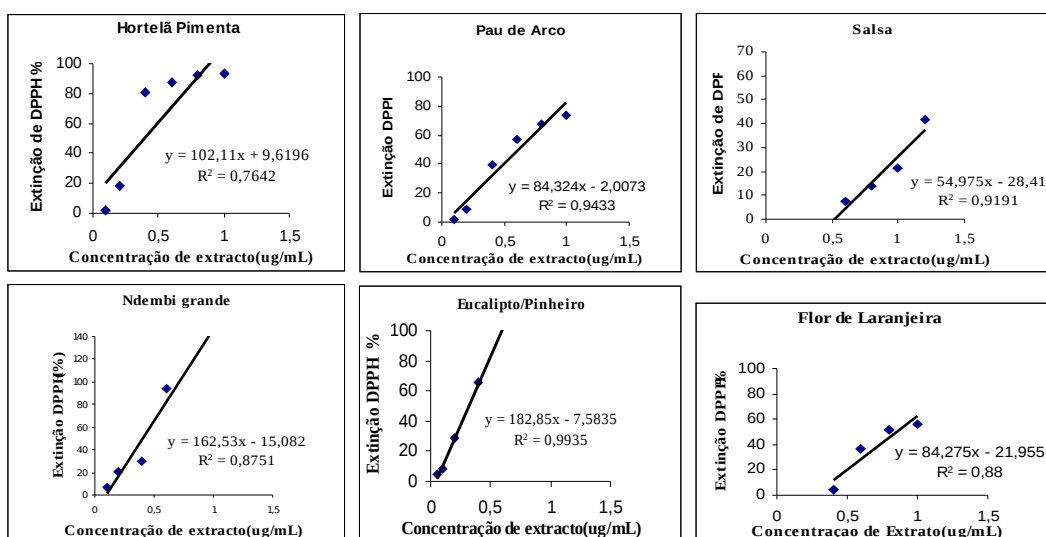 Hortelã Pimenta
Extinção de DPPH %
100
80
60
40
20
0
y = 102,11x + 9,6196
R² = 0,7642
0 0,5 1 1,5
Concentração de extracto(ug/mL)
Pau de Arco
Extinção DPPI
100
80
60
40
20
0
y = 84,324x - 2,0073
R² = 0,9433
0 0,5 1 1,5
Concentração de extracto(ug/mL)
Salsa
Extinção de DPF
70
60
50
40
30
20
10
0
y = 54,975x - 28,41
R² = 0,9191
0 0,5 1 1,5
Concentração de extracto(ug/mL)
Ndembi grande
Extinção DPPH(%)
140
120
100
80
60
40
20
0
y = 162,53x - 15,082
R² = 0,8751
0 0,5 1 1,5
Concentração de extracto(ug/mL)
Eucalipto/Pinheiro
Extinção DPPH %
100
80
60
40
20
0
y = 182,85x - 7,5835
R² = 0,9935
0 0,5 1 1,5
Concentração de extracto(ug/mL)
Flor de Laranjeira
Extinção %
100
80
60
40
20
0
y = 84,275x - 21,955
R² = 0,88
0 0,5 1 1,5
Concentração de Extrato(ug/mL)